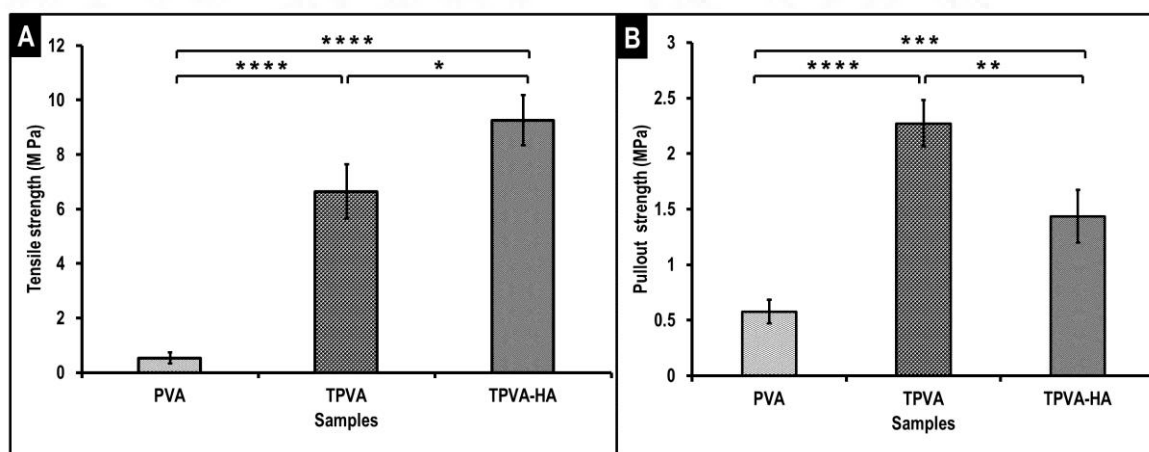 A
Tensile strength (M Pa)
12
10
8
6
4
2
0
****
****
*
PVA
TPVA
TPVA-HA
Samples
B
Pullout strength (MPa)
3
2.5
2
1.5
1
0.5
0
***
****
**
PVA
TPVA
TPVA-HA
Samples